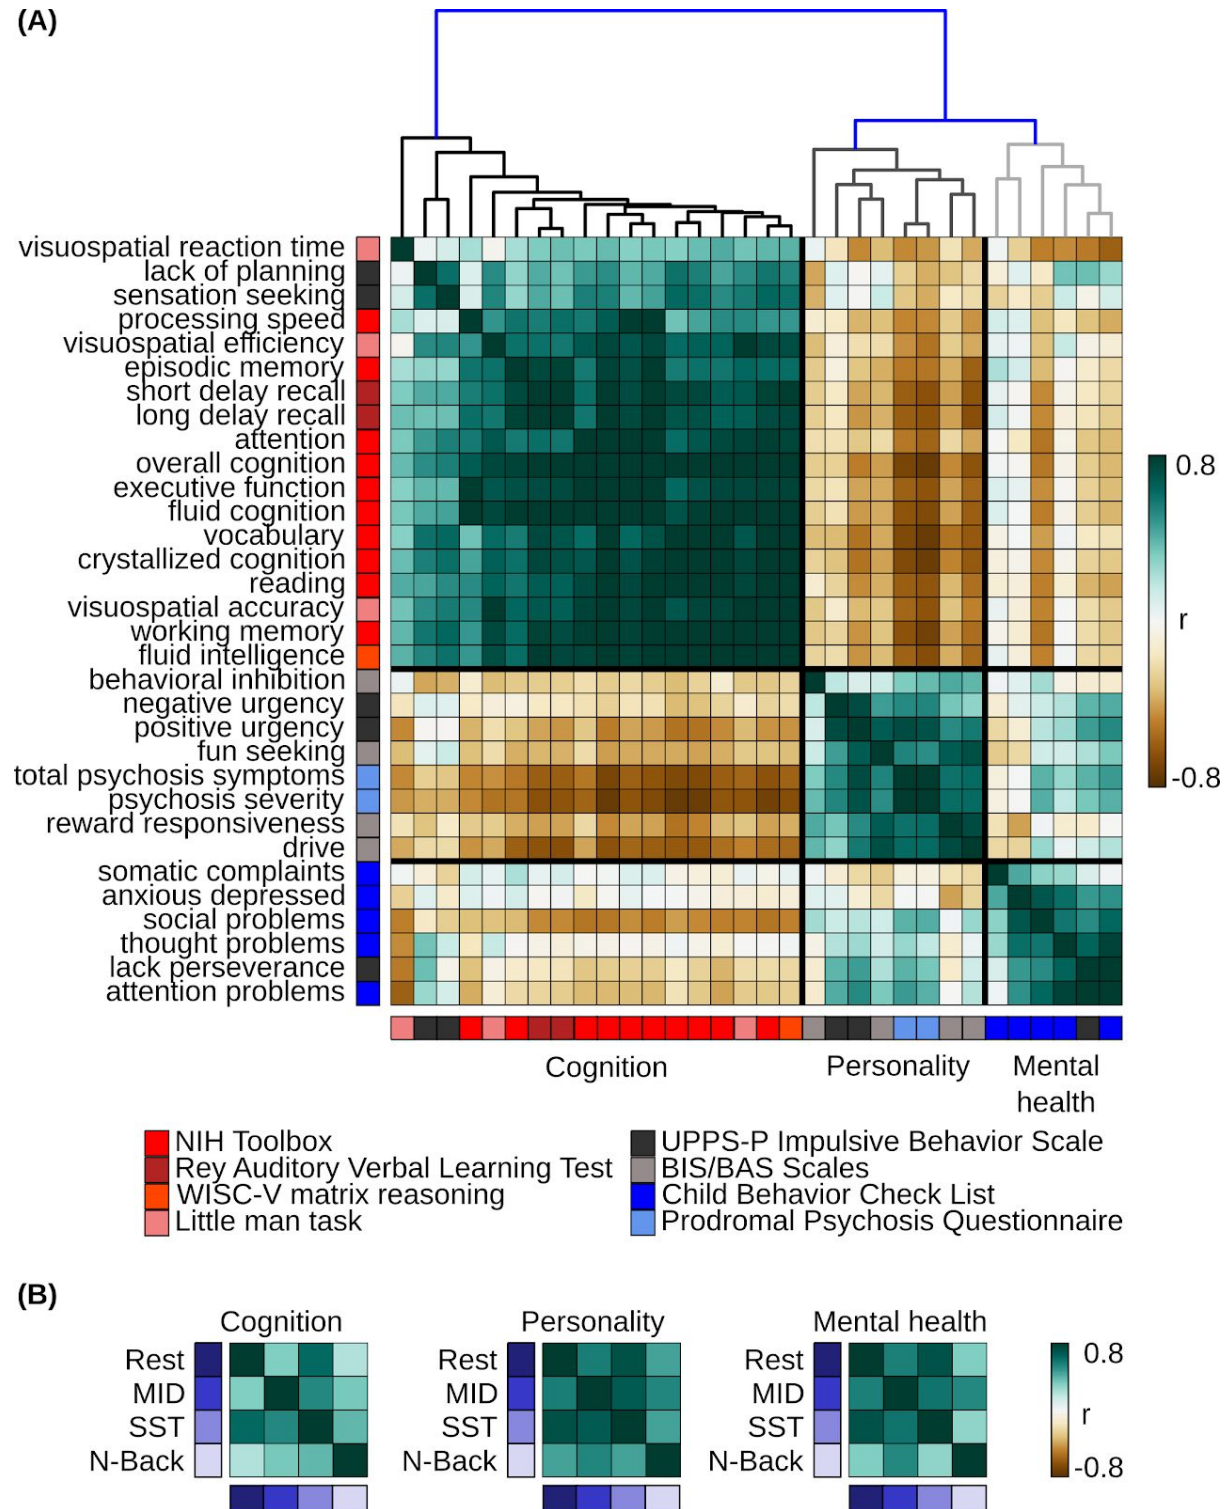 (A)
visuospatial reaction time
lack of planning
sensation seeking
processing speed
visuospatial efficiency
episodic memory
short delay recall
long delay recall
attention
overall cognition
executive function
fluid cognition
vocabulary
crystallized cognition
reading
visuospatial accuracy
working memory
fluid intelligence
behavioral inhibition
negative urgency
positive urgency
fun seeking
total psychosis symptoms
psychosis severity
reward responsiveness
drive
somatic complaints
anxious depressed
social problems
thought problems
lack perseverance
attention problems
0.8
r
-0.8
Cognition
Personality
Mental
health
NIH Toolbox
Rey Auditory Verbal Learning Test
WISC-V matrix reasoning
Little man task
UPPS-P Impulsive Behavior Scale
BIS/BAS Scales
Child Behavior Check List
Prodromal Psychosis Questionnaire
(B)
Cognition
Rest
MID
SST
N-Back
Personality
Rest
MID
SST
N-Back
Mental health
Rest
MID
SST
N-Back
0.8
r
-0.8